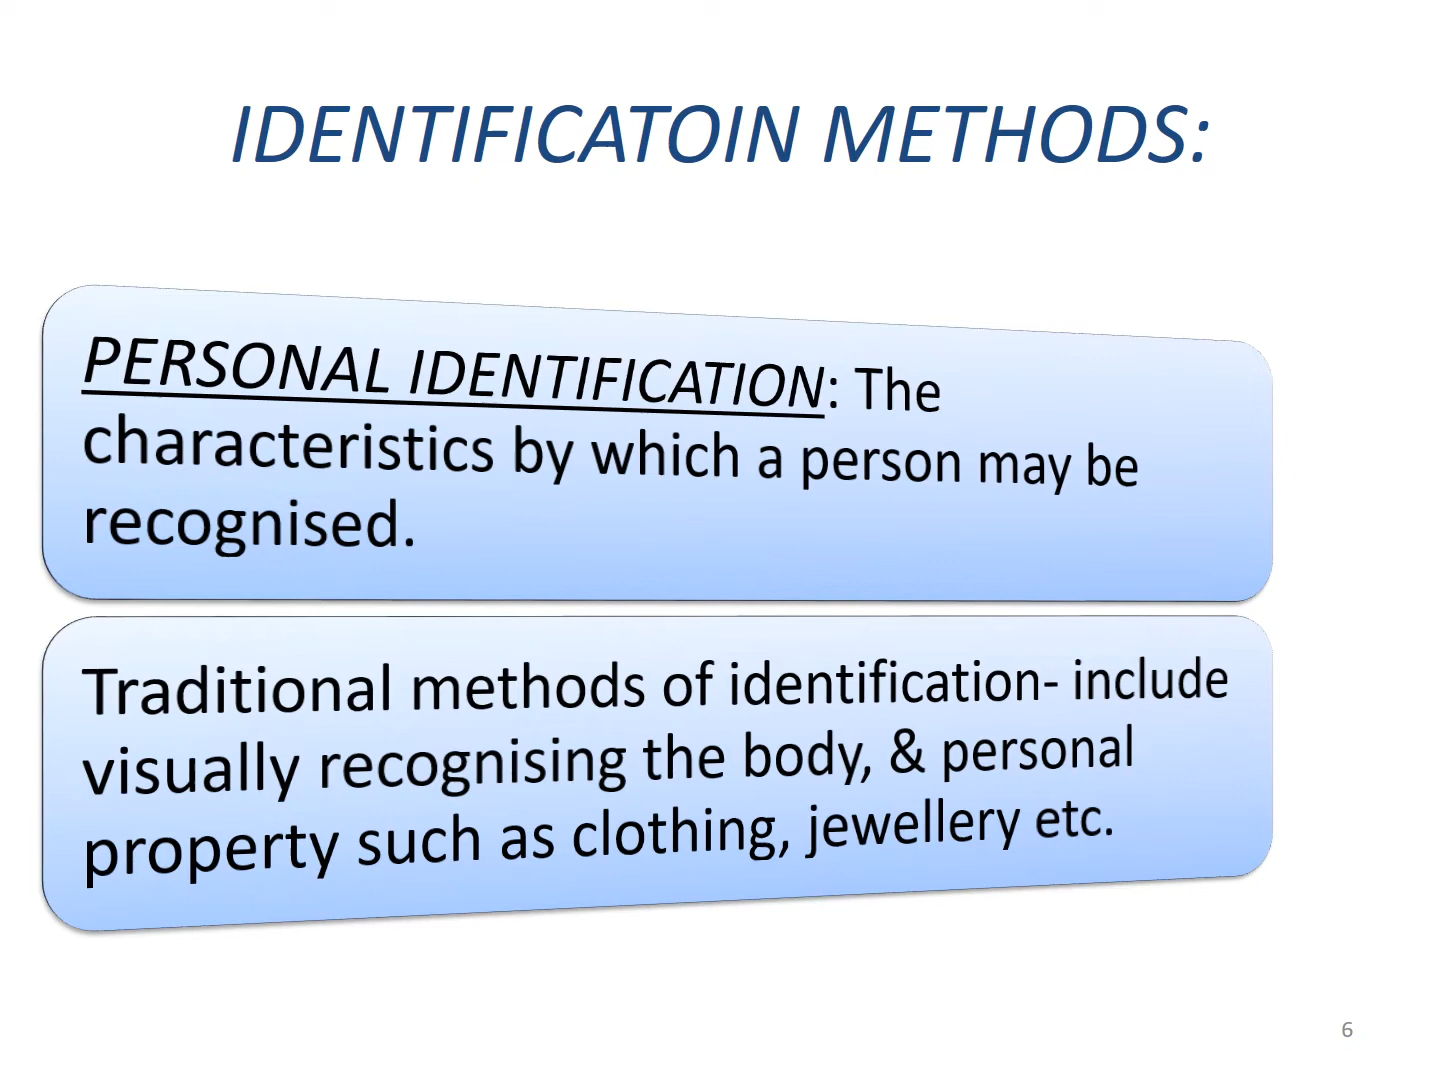 IDENTIFICATOIN METHODS:
PERSONAL IDENTIFICATION: The
characteristics by which a person may be
recognised.
Traditional methods of identification- include
visually recognising the body, & personal
property such as clothing, jewellery etc.
6